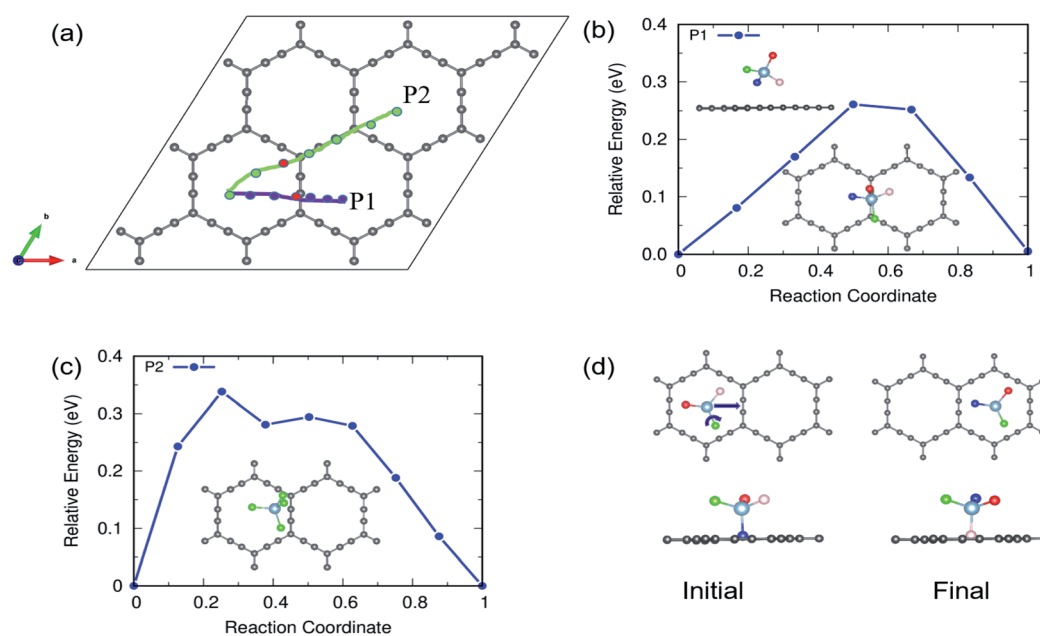 (a)
P2
P1
b
a
(b)
P1
0.4
0.3
0.2
0.1
0.0
Relative Energy (eV)
0
0.2
0.4
0.6
0.8
1
Reaction Coordinate
(c)
P2
0.4
0.3
0.2
0.1
0
Relative Energy (eV)
0
0.2
0.4
0.6
0.8
1
Reaction Coordinate
(d)
Initial
Final